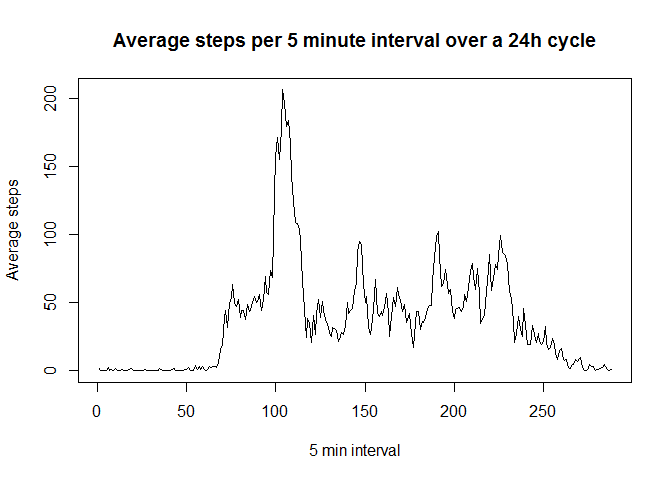 Average steps per 5 minute interval over a 24h cycle
Average steps
200
150
100
50
0
0 50 100 150 200 250
5 min interval